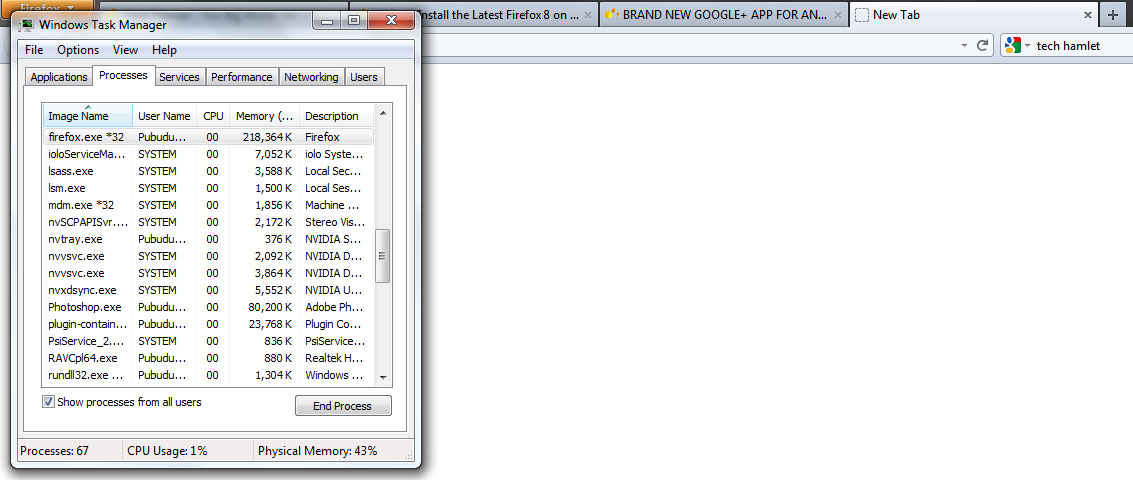 Firefox
Install the Latest Firefox 8 on ...
BRAND NEW GOOGLE+ APP FOR AN...
New Tab
tech hamlet
Windows Task Manager
File Options View Help
Applications Processes Services Performance Networking Users
Image Name User Name CPU Memory (... Description
firefox.exe *32 Pubudu... 00 218,364 K Firefox
ioloServiceMa... SYSTEM 00 7,052 K iolo Syste...
lsass.exe SYSTEM 00 3,588 K Local Sec...
lsm.exe SYSTEM 00 1,500 K Local Ses...
mdm.exe *32 SYSTEM 00 1,856 K Machine ...
nvSCPAPISvr.... SYSTEM 00 2,172 K Stereo Vis...
nvtray.exe Pubudu... 00 376 K NVIDIA S...
nvvsvc.exe SYSTEM 00 2,092 K NVIDIA D...
nvvsvc.exe SYSTEM 00 3,864 K NVIDIA D...
nvxdsync.exe SYSTEM 00 5,552 K NVIDIA U...
Photoshop.exe Pubudu... 00 80,200 K Adobe Ph...
plugin-contain... Pubudu... 00 23,768 K Plugin Co...
PsiService_2.... SYSTEM 00 836 K PsiService...
RAVCpl64.exe Pubudu... 00 880 K Realtek H...
rundll32.exe ... Pubudu... 00 1,304 K Windows ...
Show processes from all users
End Process
Processes: 67 CPU Usage: 1% Physical Memory: 43%